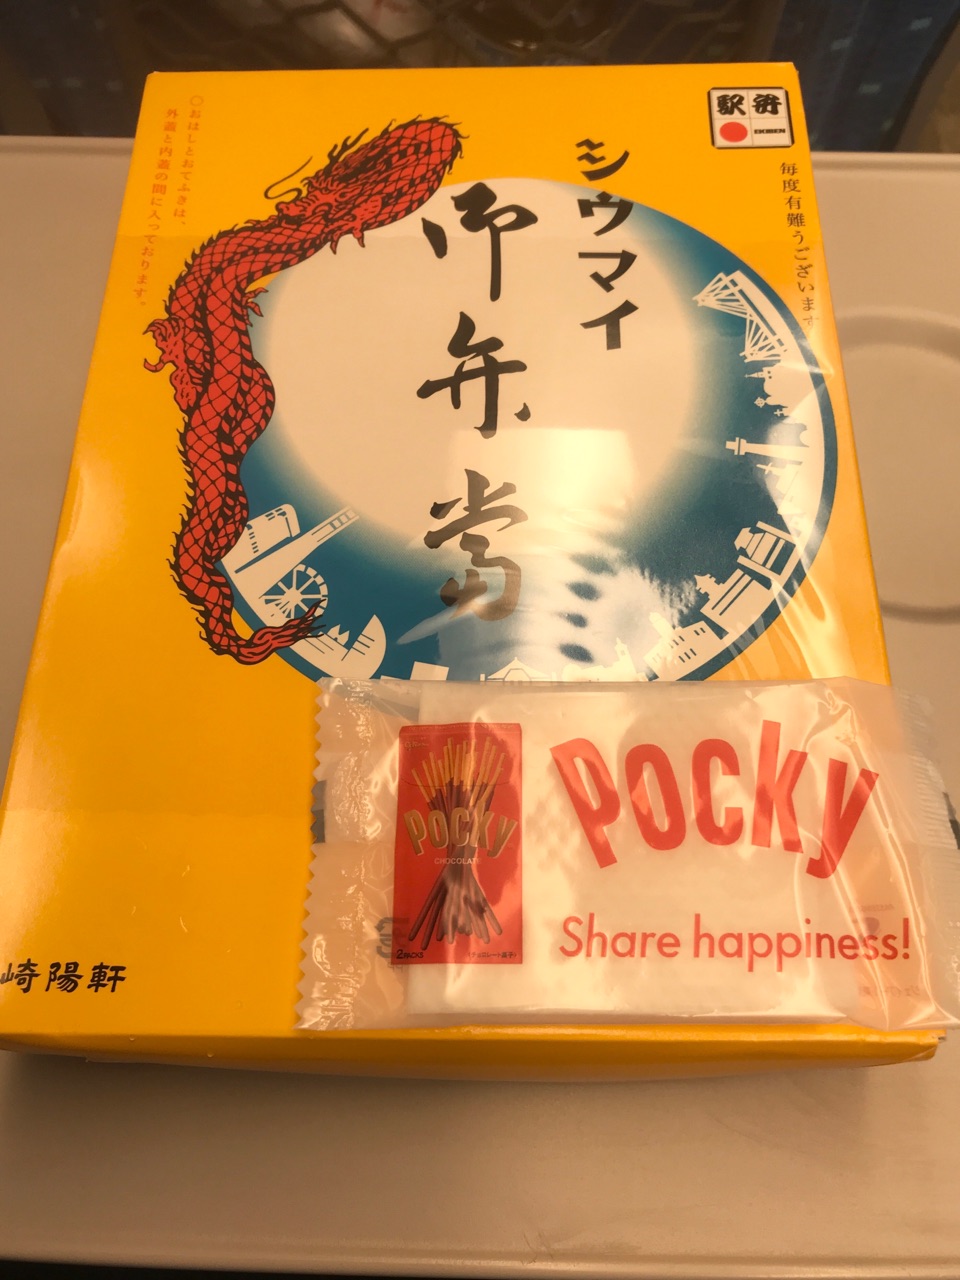 駅弁
毎度有難うございます
シウマイ
御弁當
○おはしとおてふきは、
外蓋と内蓋の間に入っております。
崎陽軒
Pocky
CHOCOLATE
2PACKS
Pocky
Share happiness!